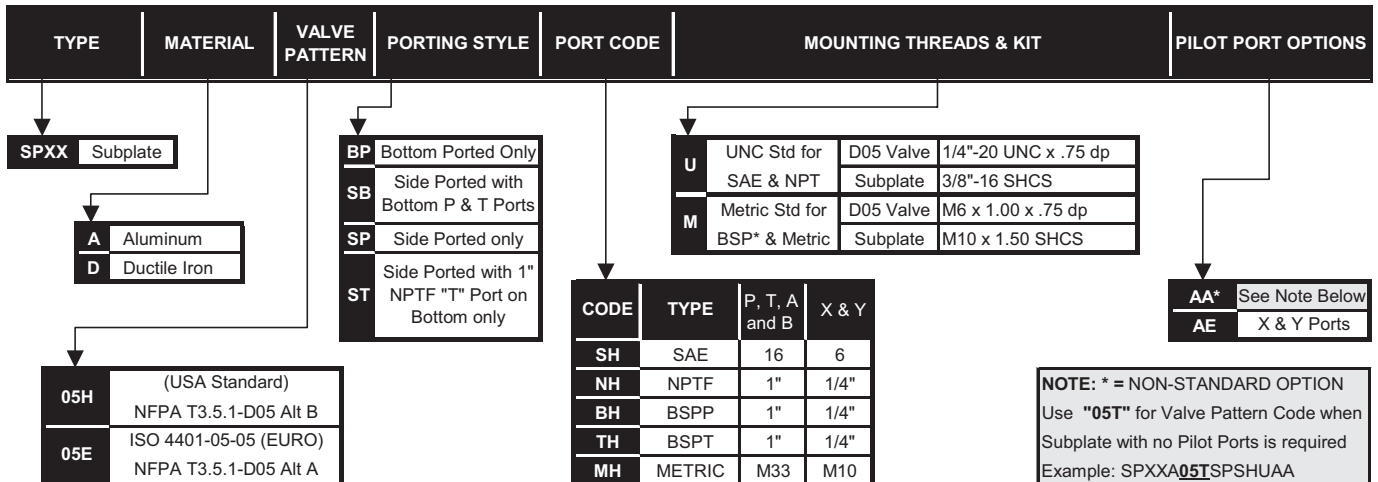 TYPE MATERIAL VALVE PATTERN PORTING STYLE PORT CODE MOUNTING THREADS & KIT PILOT PORT OPTIONS
SPXX Subplate
A Aluminum
D Ductile Iron
05H (USA Standard)
NFPA T3.5.1-D05 Alt B
05E ISO 4401-05-05 (EURO)
NFPA T3.5.1-D05 Alt A
BP Bottom Ported Only
SB Side Ported with
Bottom P & T Ports
SP Side Ported only
ST Side Ported with 1"
NPTF "T" Port on
Bottom only
CODE TYPE P, T, A and B X & Y
SH SAE 16 6
NH NPTF 1" 1/4"
BH BSPP 1" 1/4"
TH BSPT 1" 1/4"
MH METRIC M33 M10
U UNC Std for D05 Valve 1/4"-20 UNC x .75 dp
SAE & NPT Subplate 3/8"-16 SHCS
M Metric Std for D05 Valve M6 x 1.00 x .75 dp
BSP* & Metric Subplate M10 x 1.50 SHCS
AA* See Note Below
AE X & Y Ports
NOTE: * = NON-STANDARD OPTION
Use "05T" for Valve Pattern Code when
Subplate with no Pilot Ports is required
Example: SPXXA05TSPSHUAA